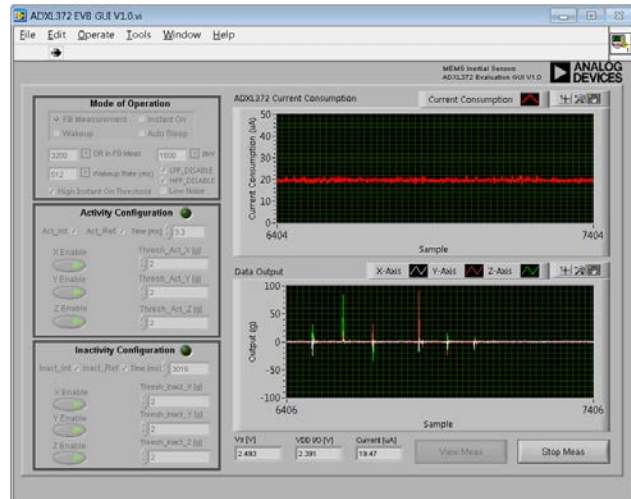 ADXL372 EVB GUI V1.0.vi
File Edit Operate Tools Window Help
MEMS Inertial Sensors
ADXL372 Evaluation GUI V1.0
ANALOG DEVICES
Mode of Operation
FB Measurement Instant On
Wakeup Auto Sleep
3200 DR in FB Meas 1600 BW
512 Wakeup Rate (ms) LPF_DISABLE
HPF_DISABLE
High Instant On Threshold Low Noise
Activity Configuration
Act_Int Act_Ref Time [ms] 3.3
X Enable Thresh_Act_X [g]
2
Y Enable Thresh_Act_Y [g]
2
Z Enable Thresh_Act_Z [g]
2
Inactivity Configuration
Inact_Int Inact_Ref Time [ms] 3016
X Enable Thresh_Inact_X [g]
2
Y Enable Thresh_Inact_Y [g]
2
Z Enable Thresh_Inact_Z [g]
2
ADXL372 Current Consumption Current Consumption
Current Consumption (uA)
50
40
30
20
10
0
6404 7404
Sample
Data Output X-Axis Y-Axis Z-Axis
Output (g)
100
50
0
-50
-100
6406 7406
Sample
Vs [V] VDD I/O [V] Current [uA]
2.493 2.391 19.47 View Meas Stop Meas